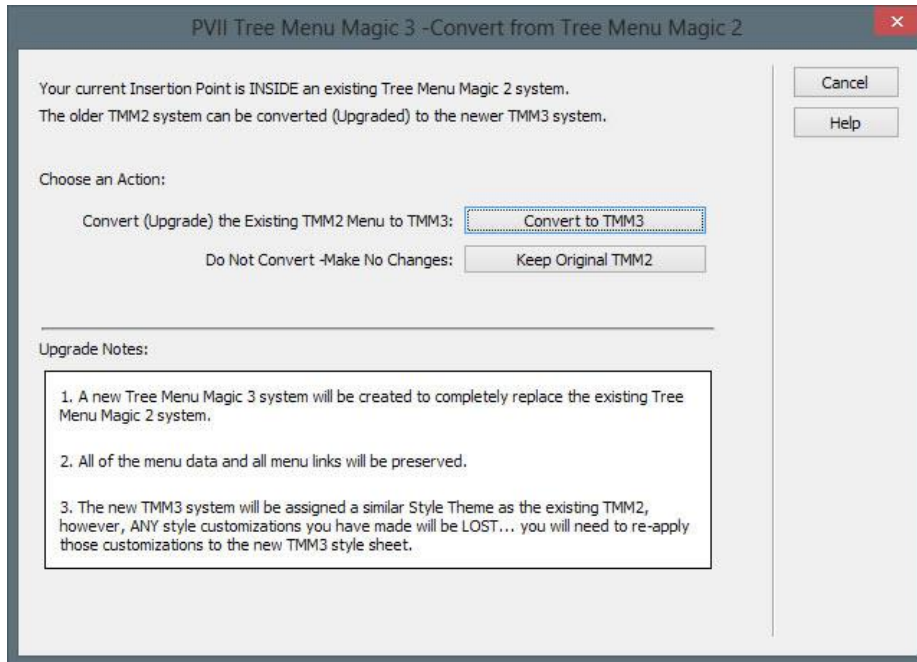 PVII Tree Menu Magic 3 -Convert from Tree Menu Magic 2
Your current Insertion Point is INSIDE an existing Tree Menu Magic 2 system.
The older TMM2 system can be converted (Upgraded) to the newer TMM3 system.
Cancel
Help
Choose an Action:
Convert (Upgrade) the Existing TMM2 Menu to TMM3:
Convert to TMM3
Do Not Convert -Make No Changes:
Keep Original TMM2
Upgrade Notes:
1. A new Tree Menu Magic 3 system will be created to completely replace the existing Tree
Menu Magic 2 system.
2. All of the menu data and all menu links will be preserved.
3. The new TMM3 system will be assigned a similar Style Theme as the existing TMM2,
however, ANY style customizations you have made will be LOST... you will need to re-apply
those customizations to the new TMM3 style sheet.